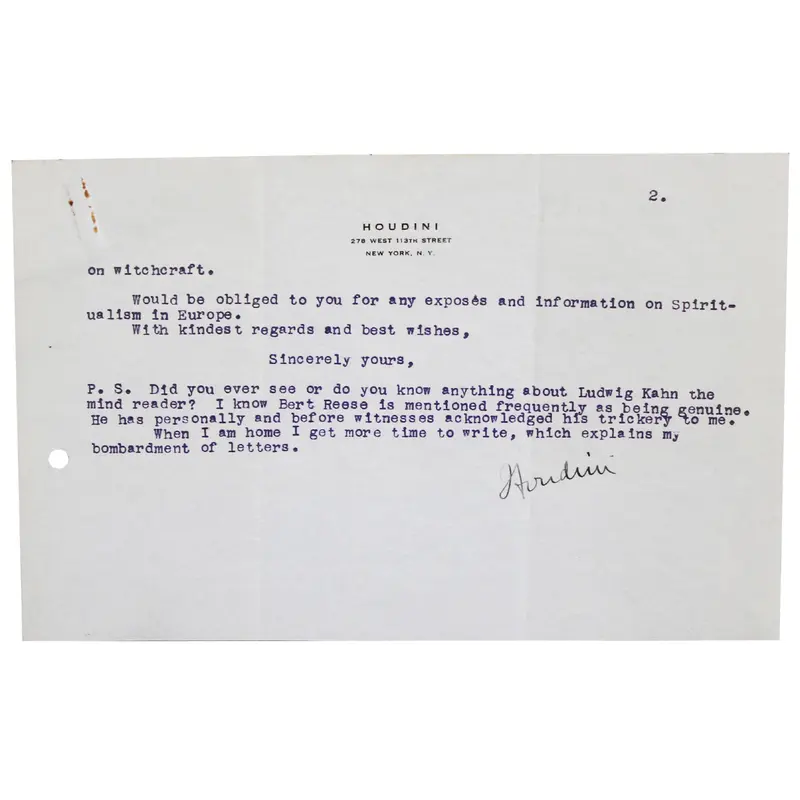 2.
HOUDINI
278 WEST 113TH STREET
NEW YORK, N. Y.
on witchcraft.
Would be obliged to you for any exposés and information on Spirit-
ualism in Europe.
With kindest regards and best wishes,
Sincerely yours,
P. S. Did you ever see or do you know anything about Ludwig Kahn the
mind reader? I know Bert Reese is mentioned frequently as being genuine.
He has personally and before witnesses acknowledged his trickery to me.
When I am home I get more time to write, which explains my
bombardment of letters.
Houdini